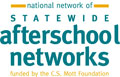 national network of
STATEWIDE
afterschool
networks
funded by the C.S. Mott Foundation